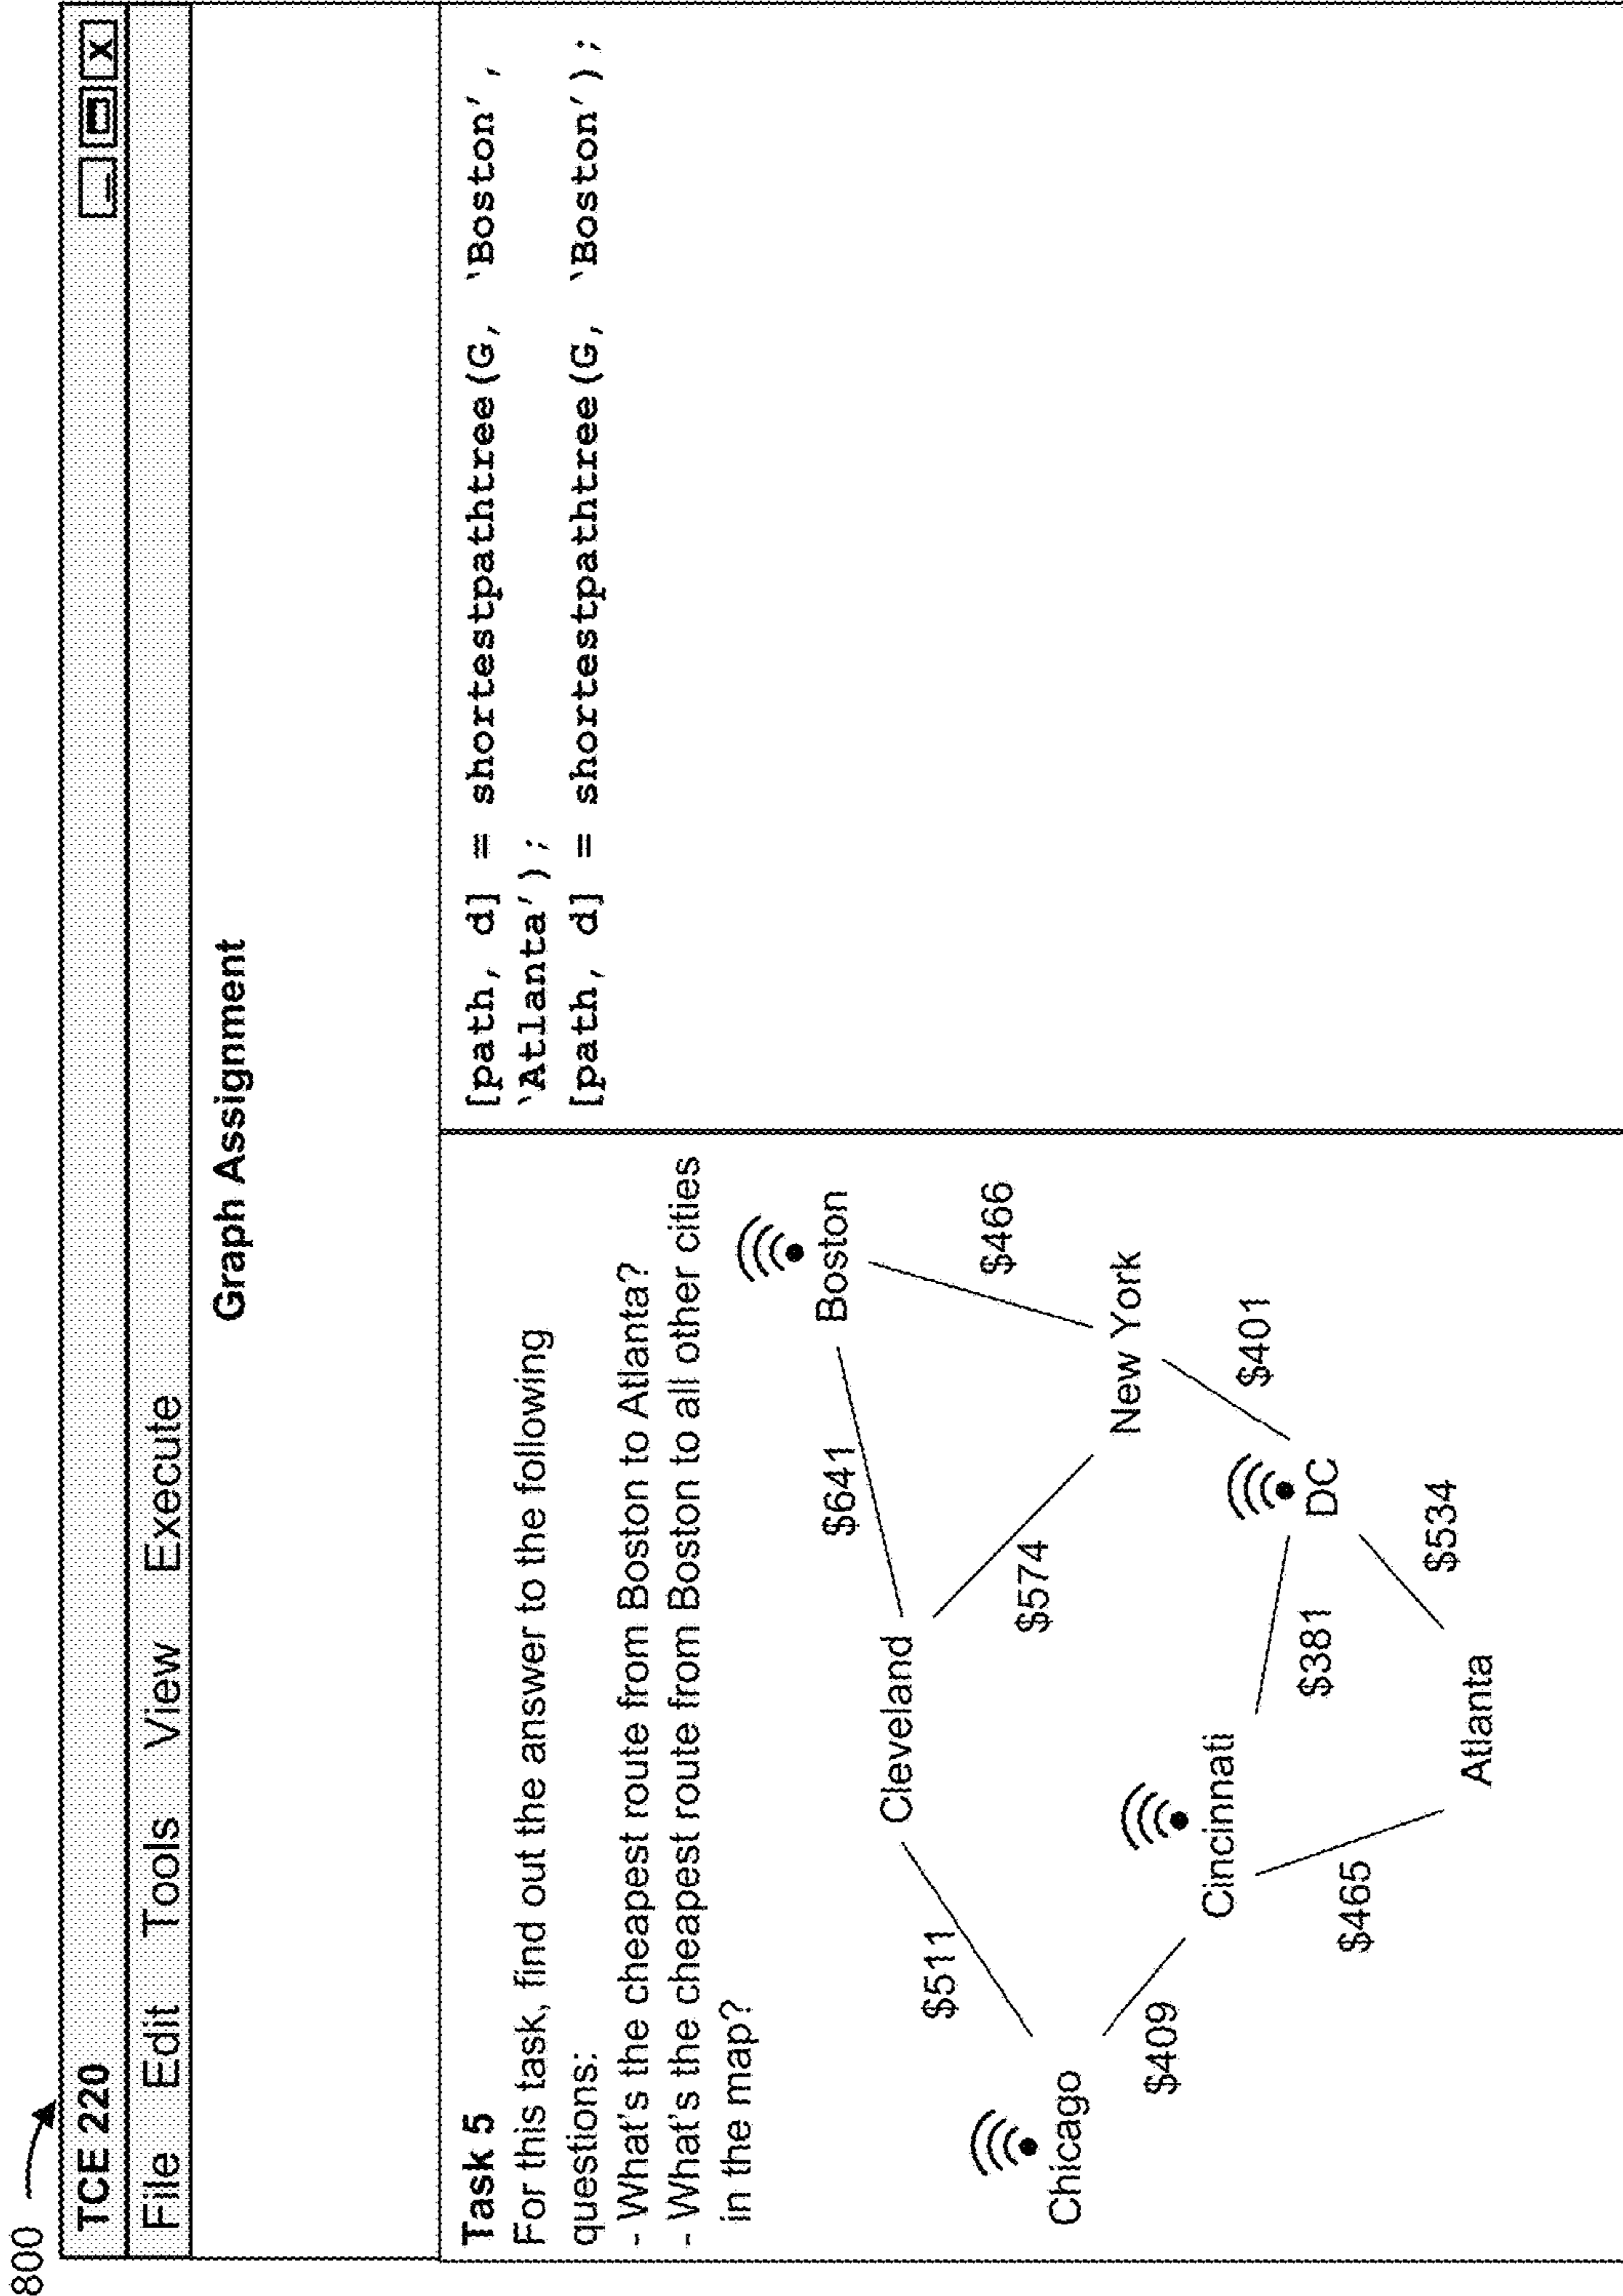 800
TCE 220
_ X
File Edit Tools View Execute
Graph Assignment
Task 5
For this task, find out the answer to the following
questions:
- What's the cheapest route from Boston to Atlanta?
- What's the cheapest route from Boston to all other cities
in the map?
Boston
$641
$466
Cleveland
$511
$574
New York
Chicago
$401
$409
Cincinnati
DC
$381
$465
$534
Atlanta
[path, d] = shortestpathtree(G, ‵Boston′,
‵Atlanta′);
[path, d] = shortestpathtree(G, ‵Boston′);